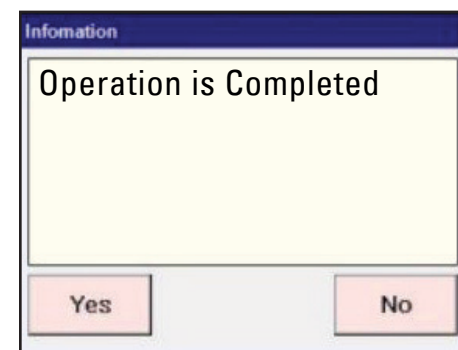 Infomation
Operation is Completed
Yes No